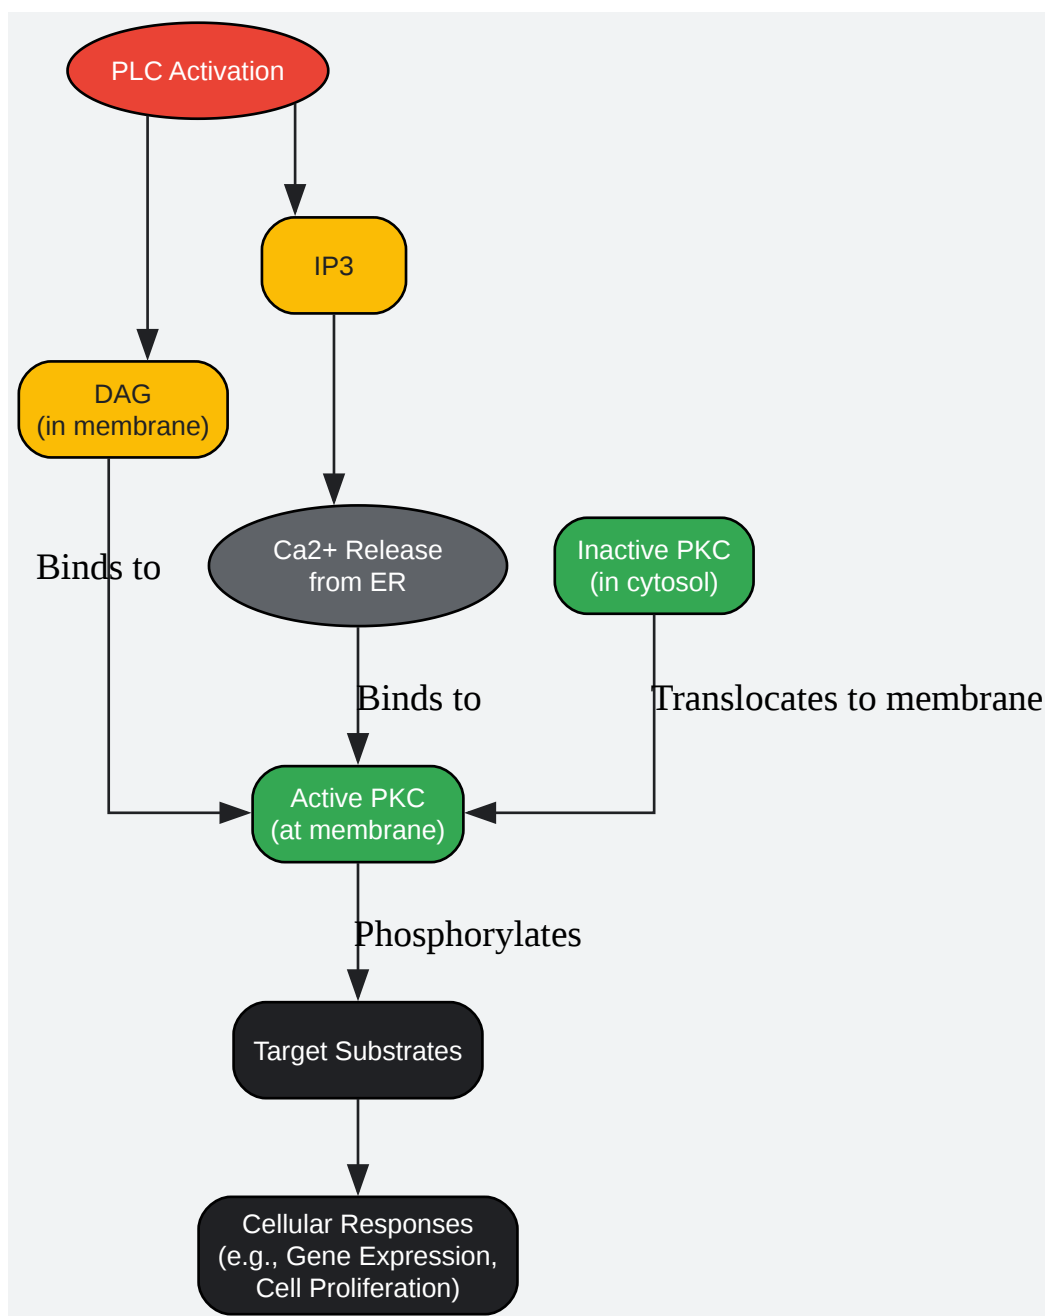 PLC Activation
IP3
DAG
(in membrane)
Binds to
Ca2+ Release
from ER
Inactive PKC
(in cytosol)
Binds to
Translocates to membrane
Active PKC
(at membrane)
Phosphorylates
Target Substrates
Cellular Responses
(e.g., Gene Expression,
Cell Proliferation)